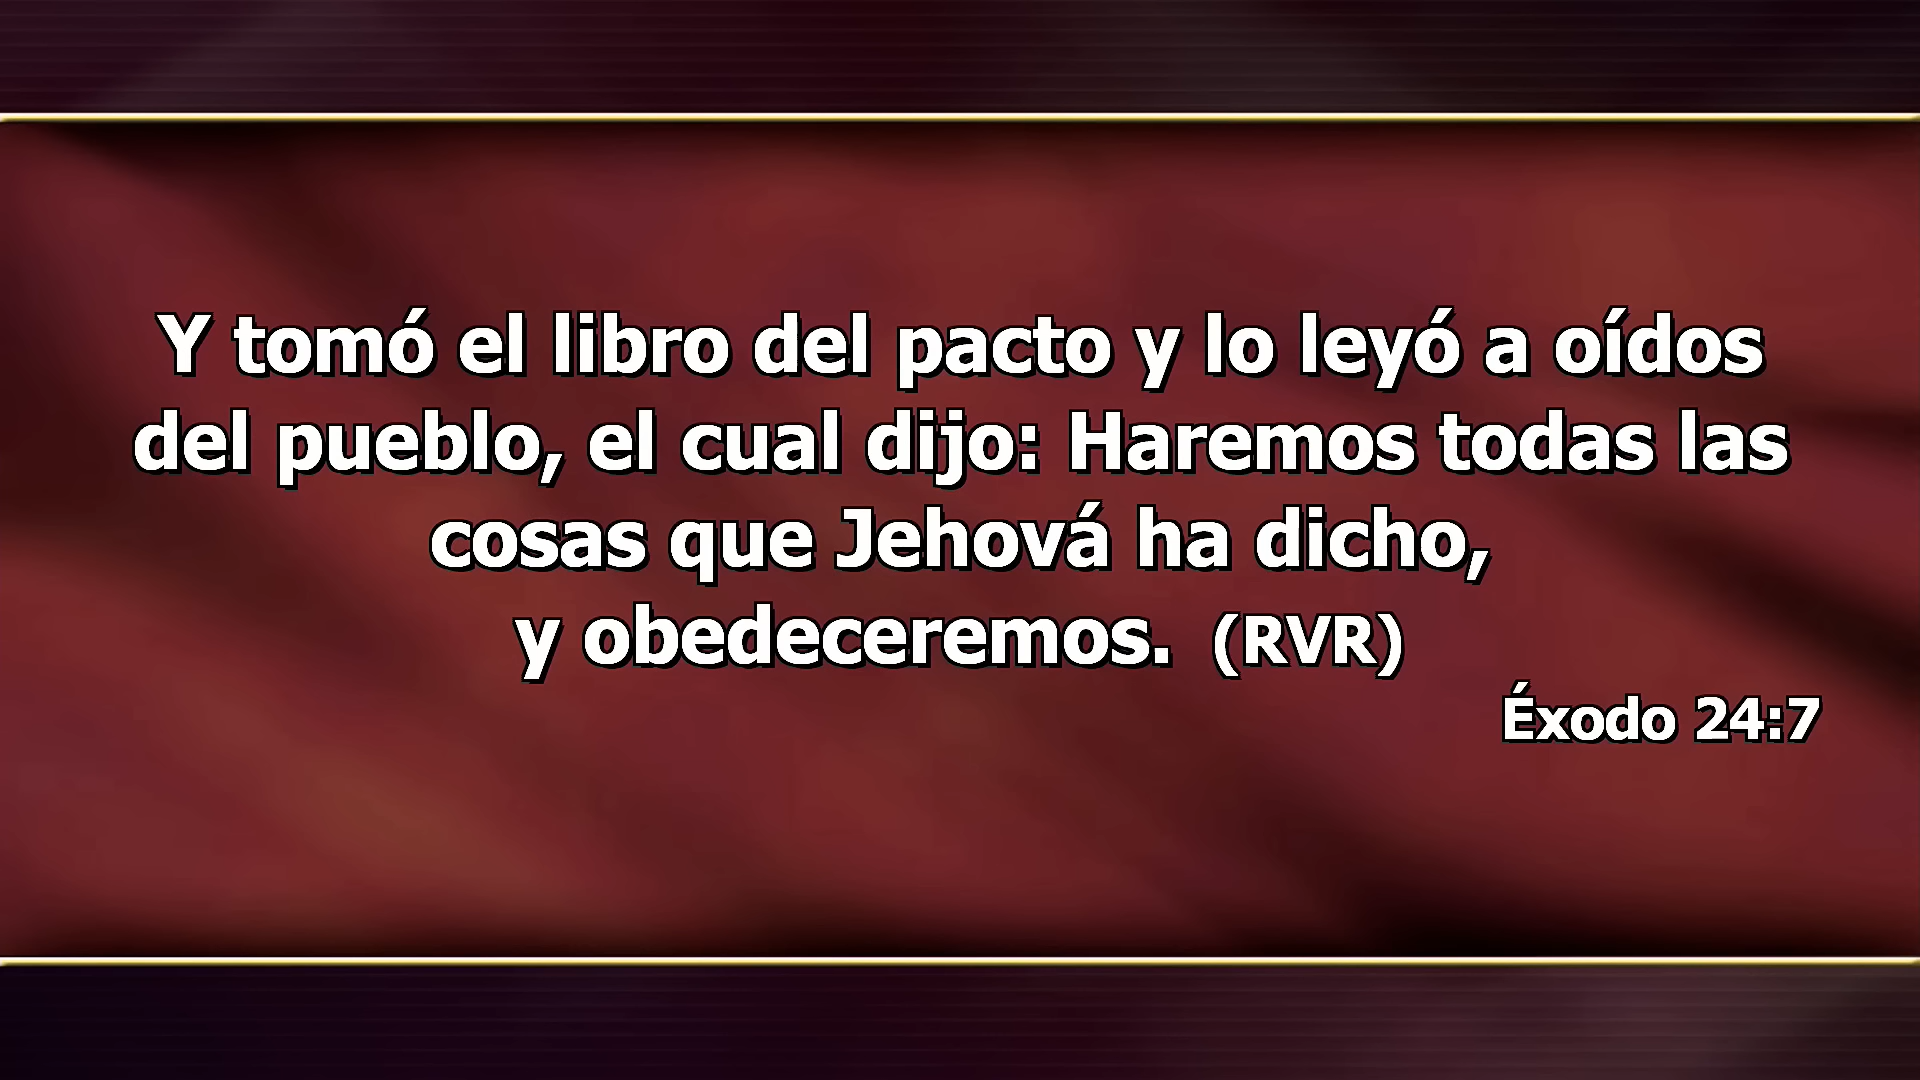 Y tomó el libro del pacto y lo leyó a oídos
del pueblo, el cual dijo: Haremos todas las
cosas que Jehová ha dicho,
y obedeceremos. (RVR)
Éxodo 24:7